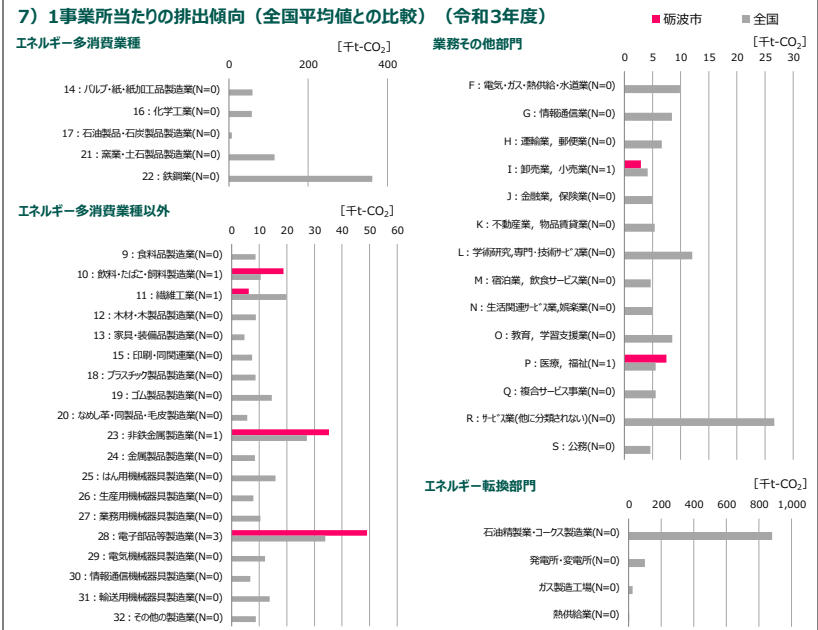 7）1事業所当たりの排出傾向（全国平均値との比較）（令和3年度）
■砺波市 ■全国
エネルギー多消費業種
[千t-CO₂]
0 200 400
14：パルプ・紙・紙加工品製造業(N=0)
16：化学工業(N=0)
17：石油製品・石炭製品製造業(N=0)
21：窯業・土石製品製造業(N=0)
22：鉄鋼業(N=0)
エネルギー多消費業種以外
[千t-CO₂]
0 10 20 30 40 50 60
9：食料品製造業(N=0)
10：飲料・たばこ・飼料製造業(N=1)
11：繊維工業(N=1)
12：木材・木製品製造業(N=0)
13：家具・装備品製造業(N=0)
15：印刷・同関連業(N=0)
18：プラスチック製品製造業(N=0)
19：ゴム製品製造業(N=0)
20：なめし革・同製品・毛皮製造業(N=0)
23：非鉄金属製造業(N=1)
24：金属製品製造業(N=0)
25：はん用機械器具製造業(N=0)
26：生産用機械器具製造業(N=0)
27：業務用機械器具製造業(N=0)
28：電子部品等製造業(N=3)
29：電気機械器具製造業(N=0)
30：情報通信機械器具製造業(N=0)
31：輸送用機械器具製造業(N=0)
32：その他の製造業(N=0)
業務その他部門
[千t-CO₂]
0 5 10 15 20 25 30
F：電気・ガス・熱供給・水道業(N=0)
G：情報通信業(N=0)
H：運輸業，郵便業(N=0)
I：卸売業，小売業(N=1)
J：金融業，保険業(N=0)
K：不動産業，物品賃貸業(N=0)
L：学術研究,専門・技術サービス業(N=0)
M：宿泊業，飲食サービス業(N=0)
N：生活関連サービス業,娯楽業(N=0)
O：教育，学習支援業(N=0)
P：医療，福祉(N=1)
Q：複合サービス事業(N=0)
R：サービス業(他に分類されない)(N=0)
S：公務(N=0)
エネルギー転換部門
[千t-CO₂]
0 200 400 600 800 1,000
石油精製業・コークス製造業(N=0)
発電所・変電所(N=0)
ガス製造工場(N=0)
熱供給業(N=0)